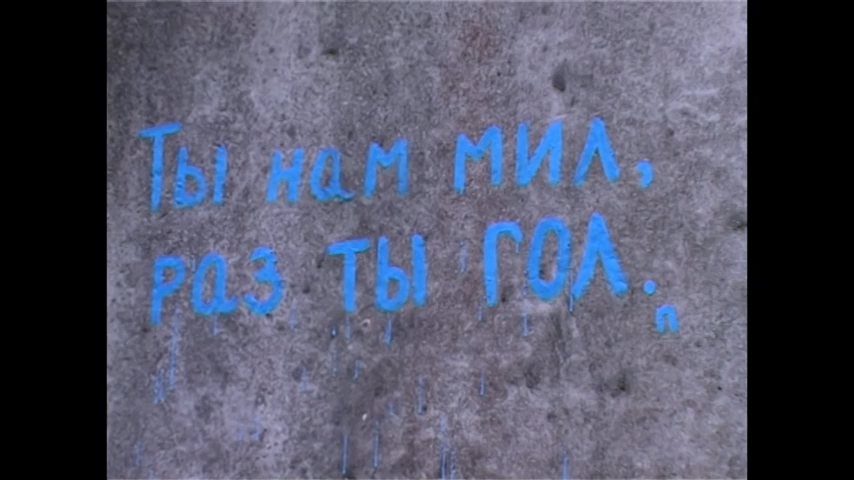 Ты нам мил,
раз ты гол.
п